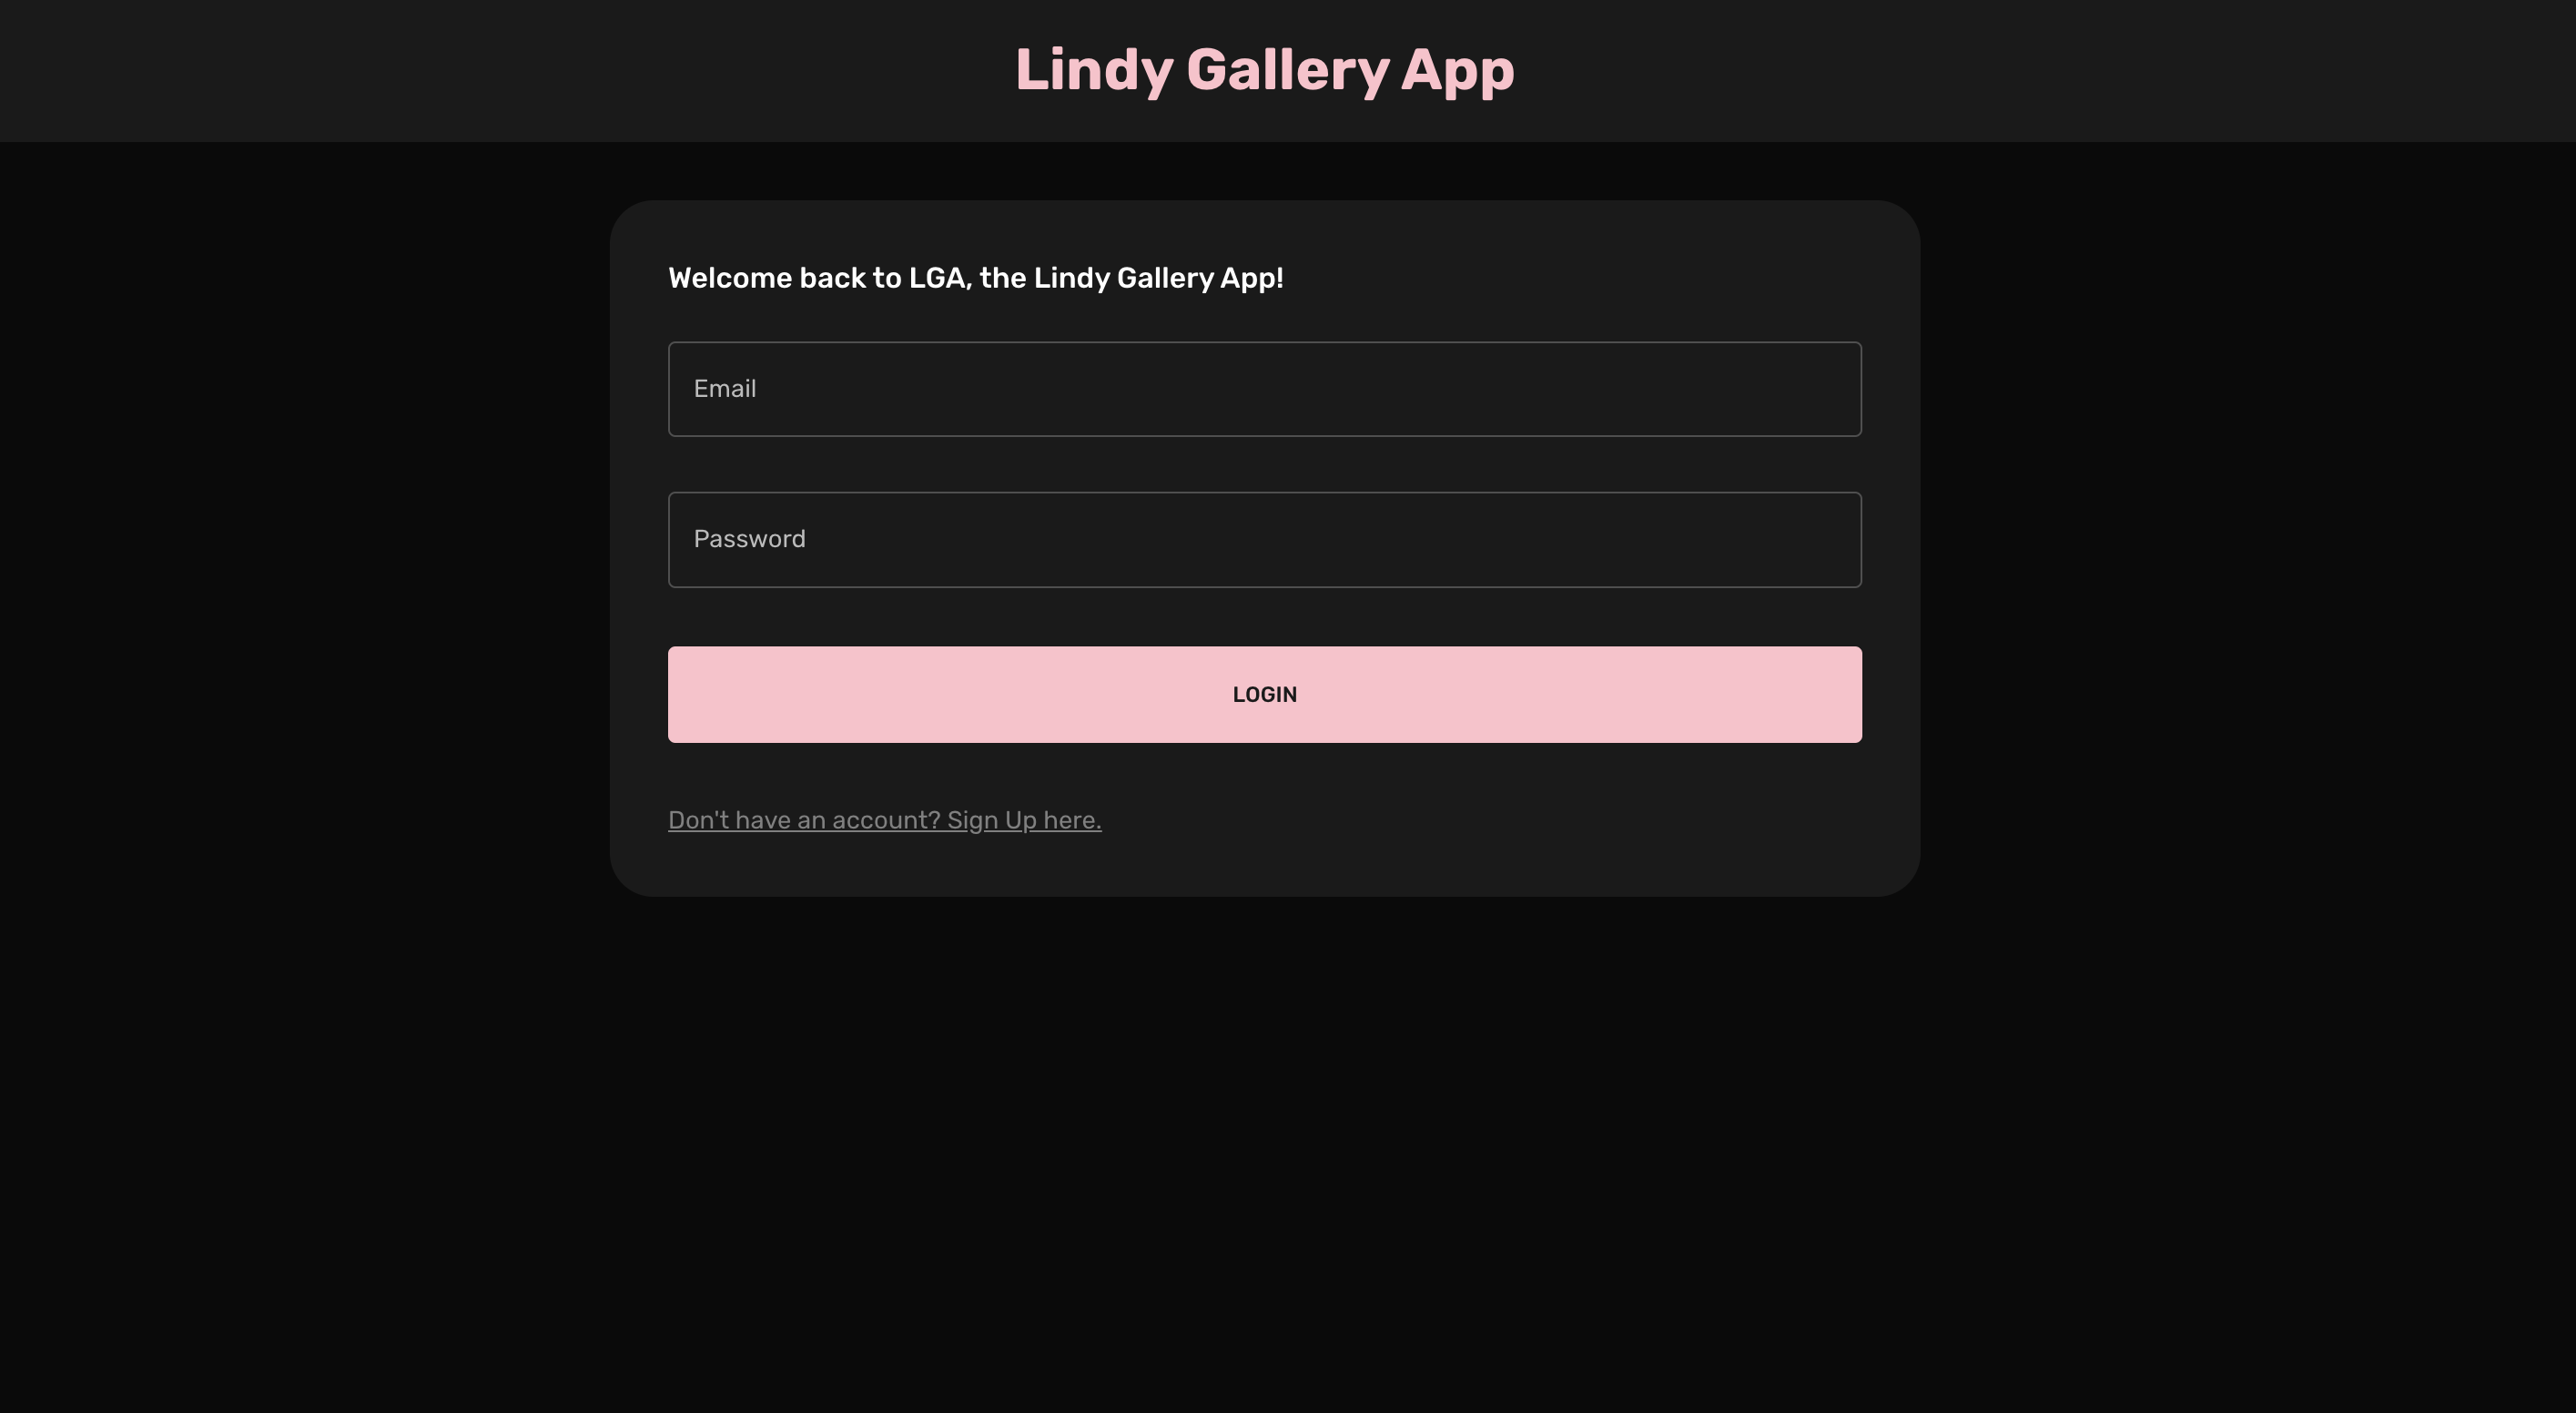 Lindy Gallery App
Welcome back to LGA, the Lindy Gallery App!
Email
Password
LOGIN
Don't have an account? Sign Up here.